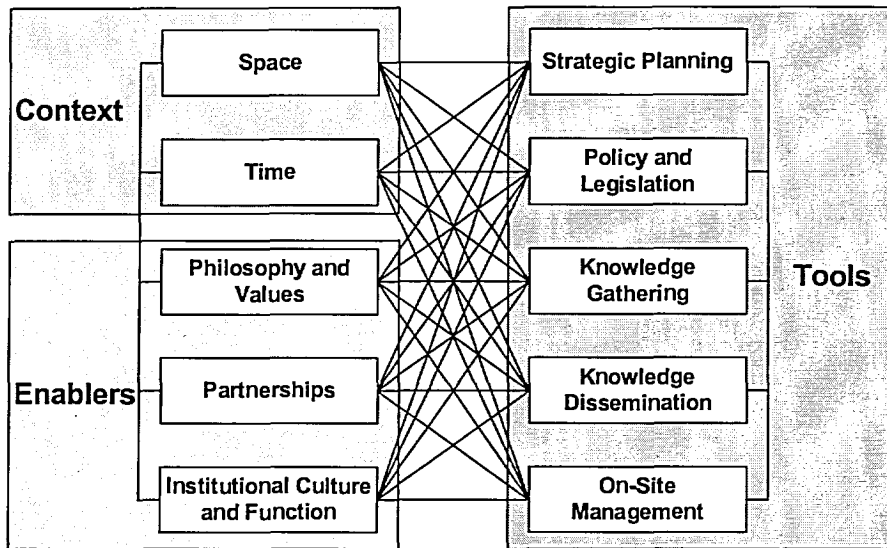 Context
Space
Time
Enablers
Philosophy and
Values
Partnerships
Institutional Culture
and Function
Tools
Strategic Planning
Policy and
Legislation
Knowledge
Gathering
Knowledge
Dissemination
On-Site
Management